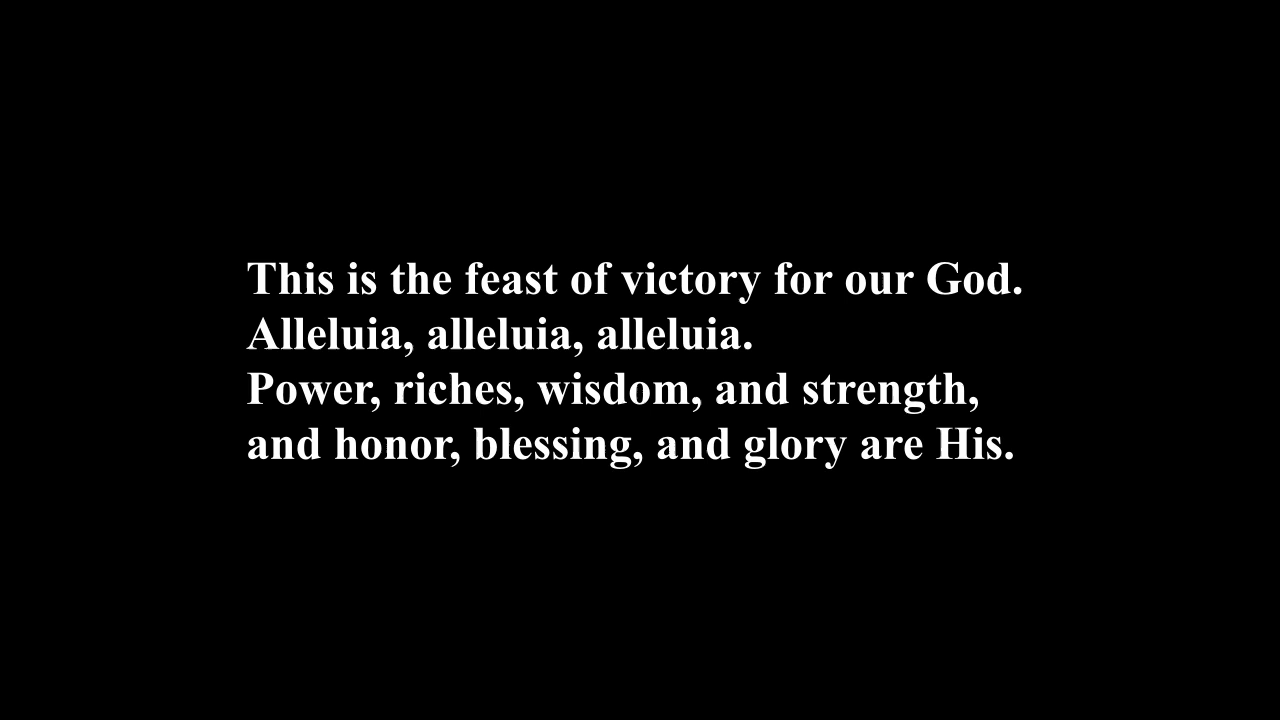 This is the feast of victory for our God.
Alleluia, alleluia, alleluia.
Power, riches, wisdom, and strength,
and honor, blessing, and glory are His.